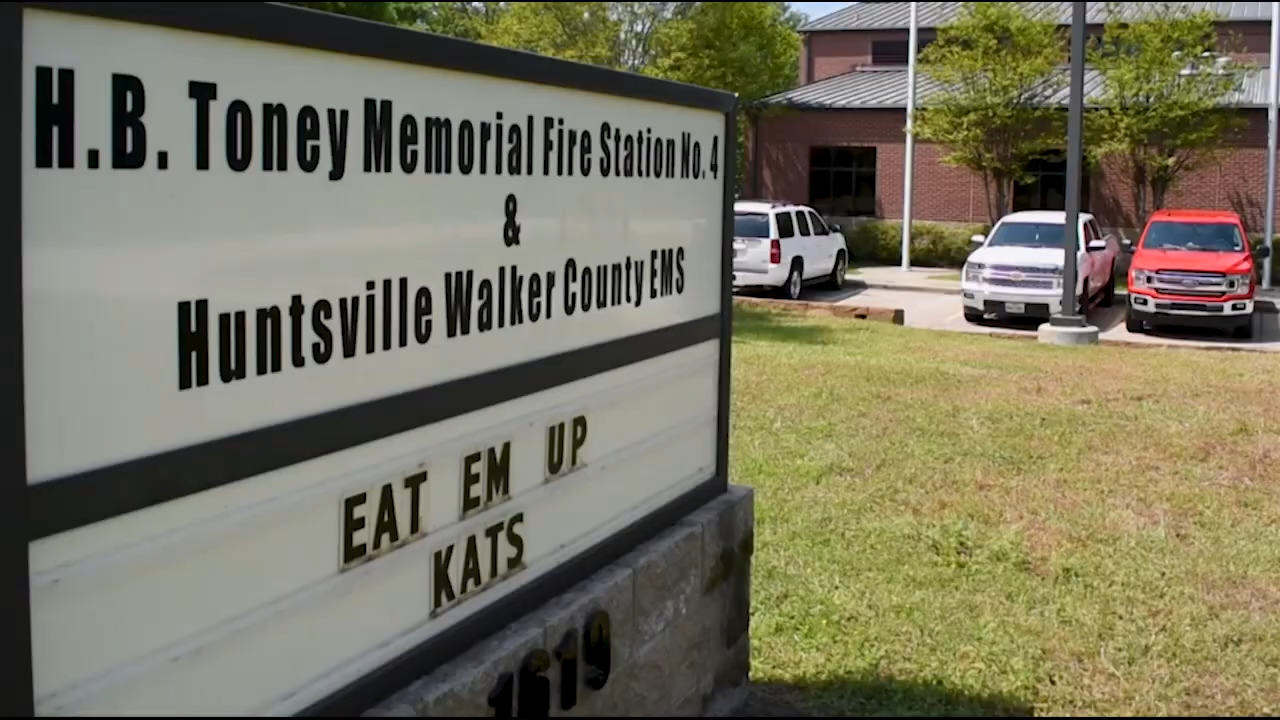 H.B. Toney Memorial Fire Station No. 4
&
Huntsville Walker County EMS
EAT EM UP
KATS
1619